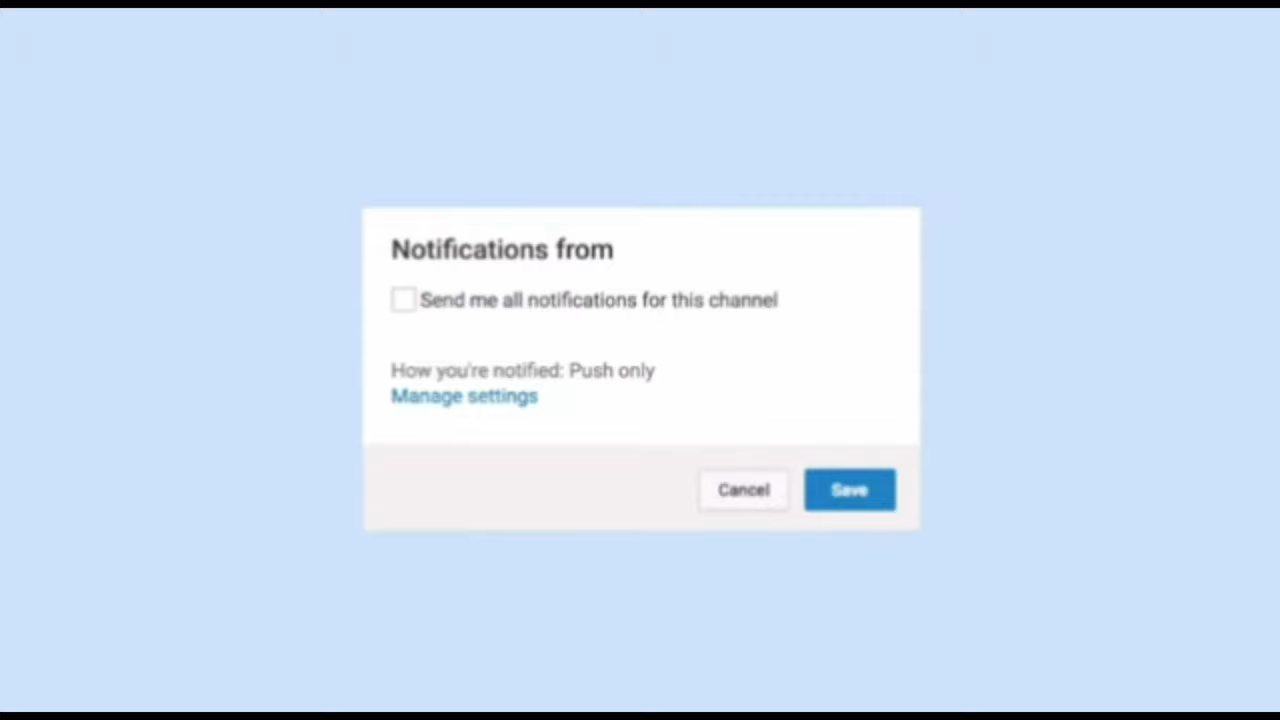 Notifications from
Send me all notifications for this channel
How you're notified: Push only
Manage settings
Cancel
Save